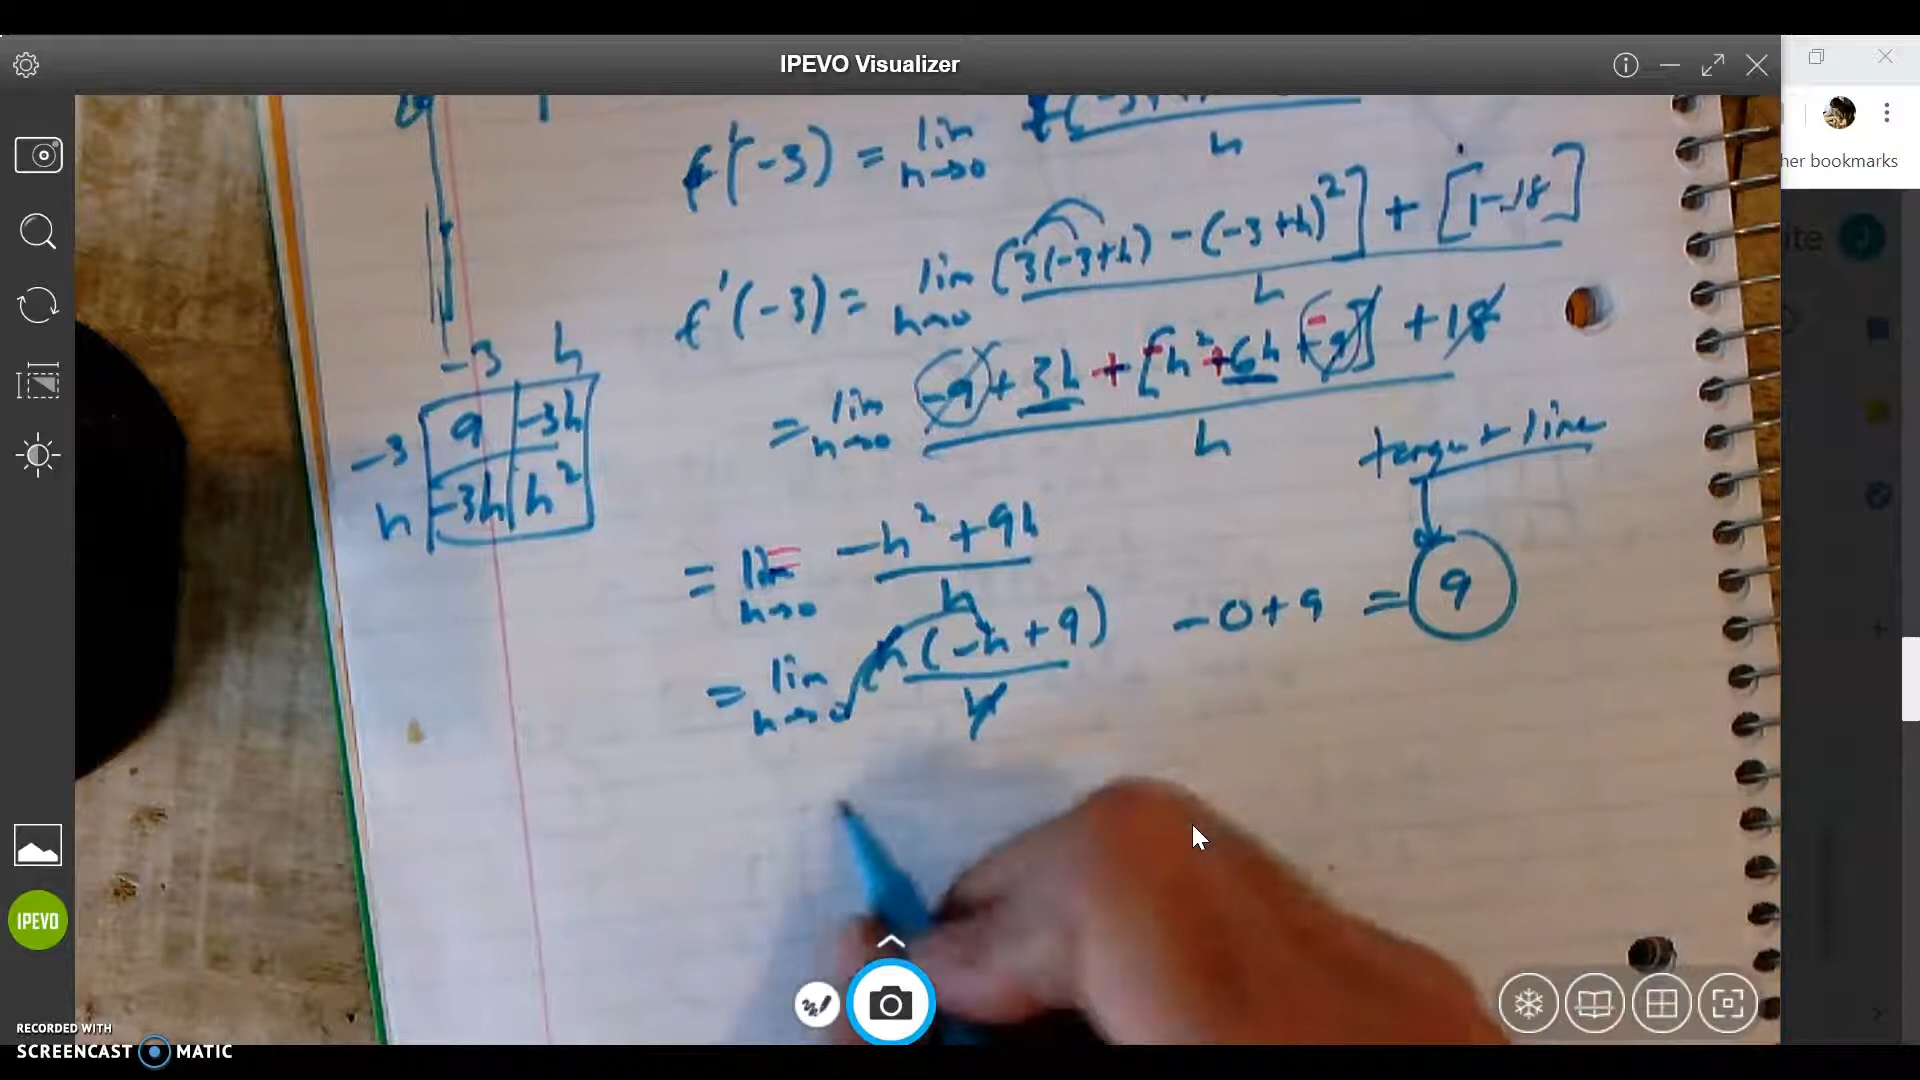 IPEVO Visualizer
her bookmarks
f'(-3) = lim h→0
h
f'(-3) = lim h→0 [3(-3+h) - (-3+h)²] + [
h
-3 h
= lim h→0 -9 + 3h + [-h² + 6h - 9] + 18
h
-3 9 -3h
h -3h h²
tangent line
= lim h→0 -h² + 9h
h
= lim h→0 h(-h + 9) -0+9 = 9
h
IPEVO
RECORDED WITH
SCREENCAST MATIC